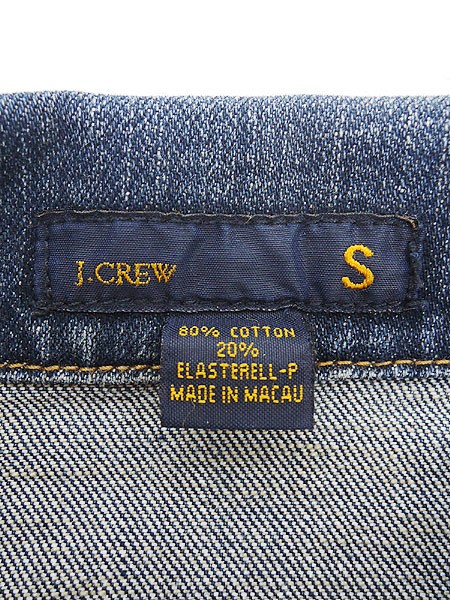 J.CREW S
80% COTTON
20%
ELASTERELL-P
MADE IN MACAU